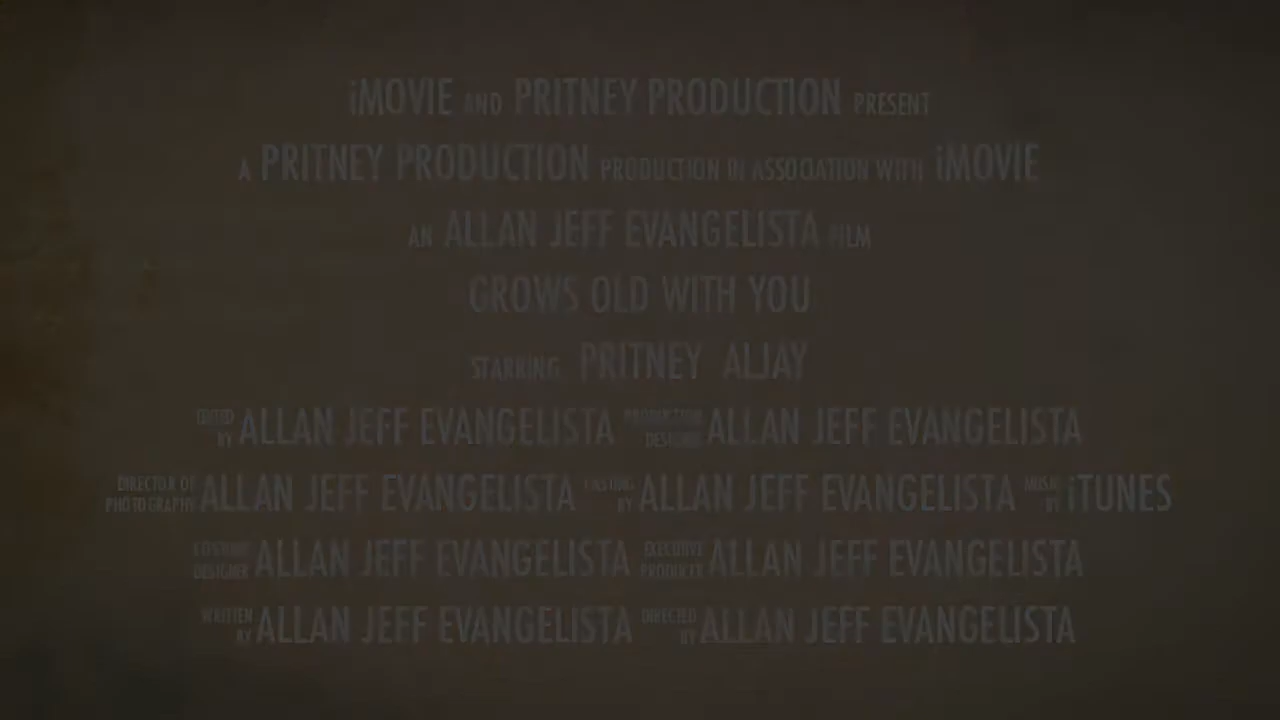 iMOVIE AND PRITNEY PRODUCTION PRESENT
A PRITNEY PRODUCTION PRODUCTION IN ASSOCIATION WITH iMOVIE
AN ALLAN JEFF EVANGELISTA FILM
GROWS OLD WITH YOU
STARRING PRITNEY ALJAY
EDITED BY ALLAN JEFF EVANGELISTA PRODUCTION DESIGNER ALLAN JEFF EVANGELISTA
DIRECTOR OF PHOTOGRAPHY ALLAN JEFF EVANGELISTA CASTING BY ALLAN JEFF EVANGELISTA MUSIC BY iTUNES
COSTUME DESIGNER ALLAN JEFF EVANGELISTA EXECUTIVE PRODUCER ALLAN JEFF EVANGELISTA
WRITTEN BY ALLAN JEFF EVANGELISTA DIRECTED BY ALLAN JEFF EVANGELISTA